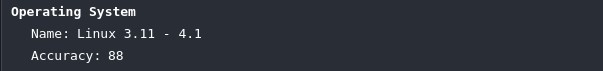 Operating System
Name: Linux 3.11 - 4.1
Accuracy: 88